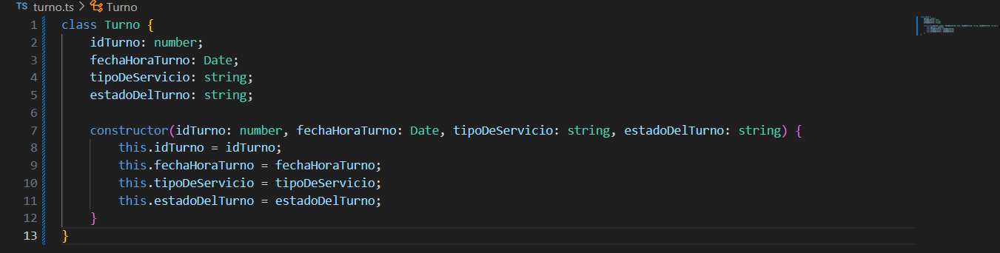 TS turno.ts > Turno
1 class Turno {
2 idTurno: number;
3 fechaHoraTurno: Date;
4 tipoDeServicio: string;
5 estadoDelTurno: string;
6
7 constructor(idTurno: number, fechaHoraTurno: Date, tipoDeServicio: string, estadoDelTurno: string) {
8 this.idTurno = idTurno;
9 this.fechaHoraTurno = fechaHoraTurno;
10 this.tipoDeServicio = tipoDeServicio;
11 this.estadoDelTurno = estadoDelTurno;
12 }
13 }